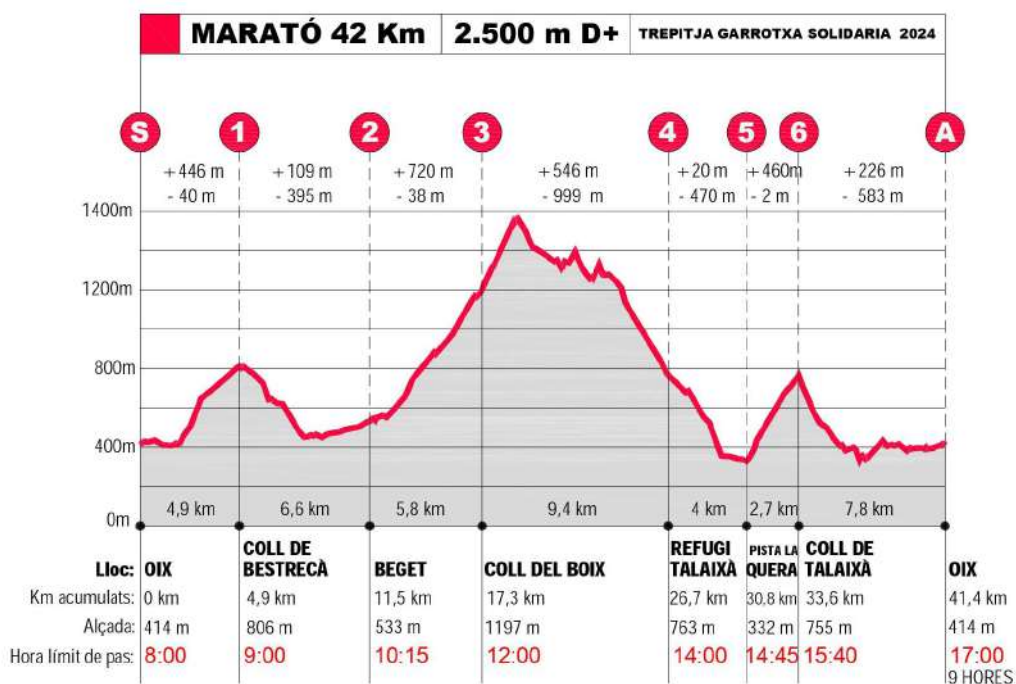 MARATÓ 42 Km 2.500 m D+ TREPITJA GARROTXA SOLIDARIA 2024
S 1 2 3 4 5 6 A
+ 446 m + 109 m + 720 m + 546 m + 20 m + 460m + 226 m
- 40 m - 395 m - 38 m - 999 m - 470 m - 2 m - 583 m
1400m
1200m
800m
400m
0m
4,9 km 6,6 km 5,8 km 9,4 km 4 km 2,7 km 7,8 km
Lloc: OIX COLL DE BESTRECÀ BEGET COLL DEL BOIX REFUGI TALAIXÀ PISTA LA QUERA COLL DE TALAIXÀ OIX
Km acumulats: 0 km 4,9 km 11,5 km 17,3 km 26,7 km 30,8 km 33,6 km 41,4 km
Alçada: 414 m 806 m 533 m 1197 m 763 m 332 m 755 m 414 m
Hora límit de pas: 8:00 9:00 10:15 12:00 14:00 14:45 15:40 17:00
9 HORES